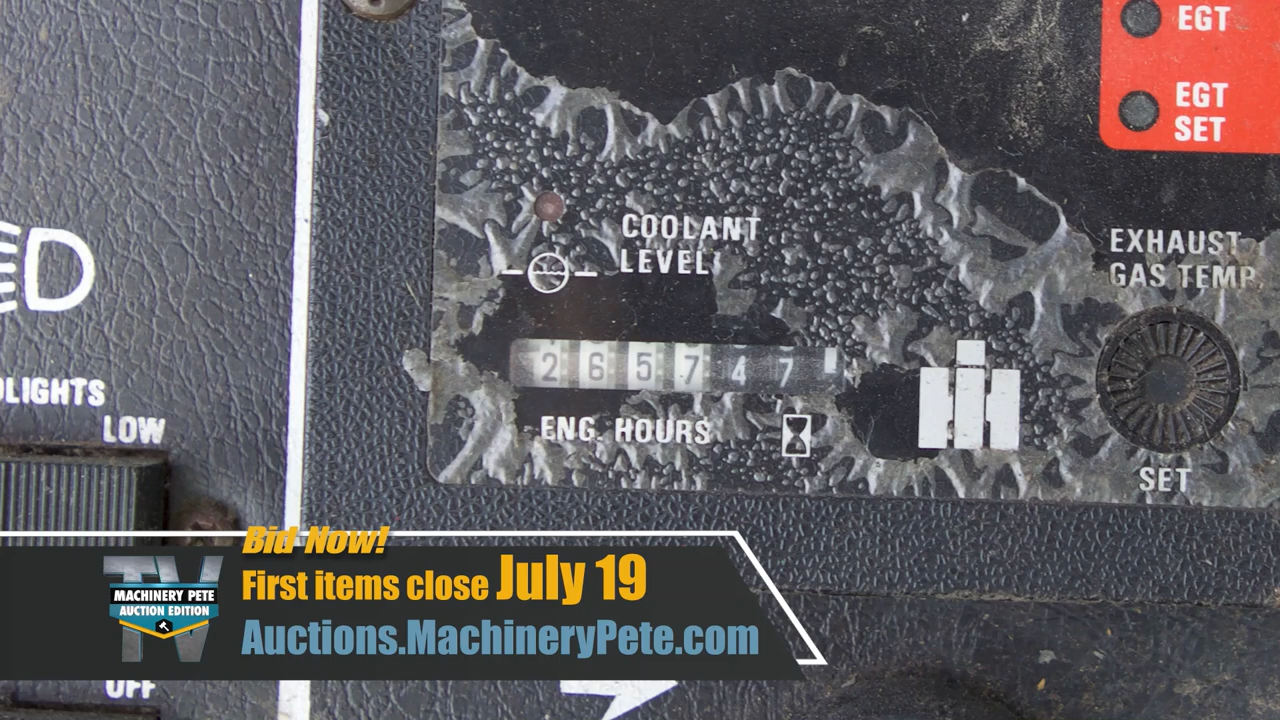 EGT
EGT
SET
COOLANT
LEVEL
EXHAUST
GAS TEMP.
2 6 5 7 4 7
ENG. HOURS
SET
DLIGHTS
LOW
OFF
Bid Now!
First items close July 19
Auctions.MachineryPete.com
TV
MACHINERY PETE
AUCTION EDITION